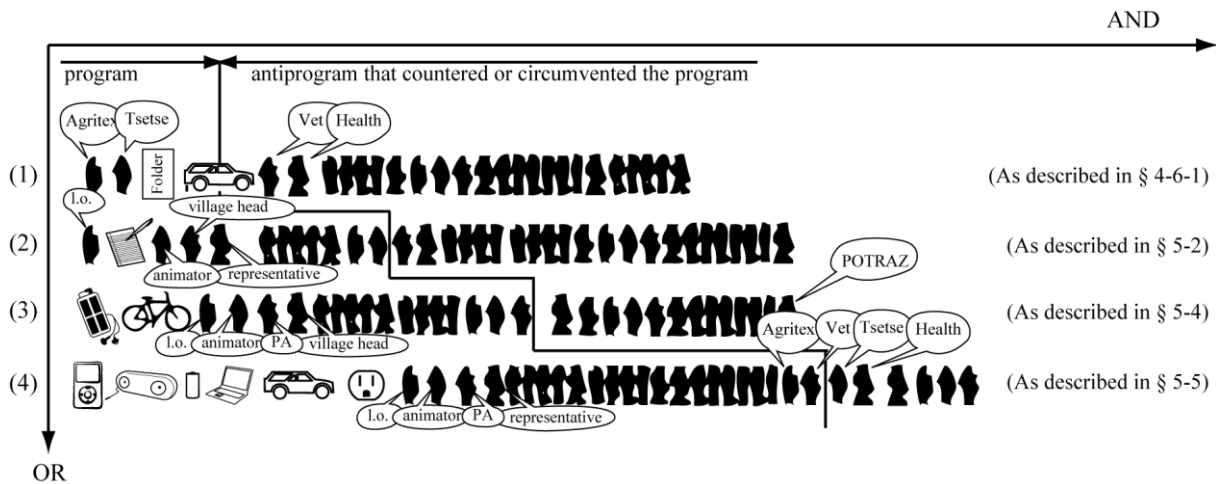 AND
program
antiprogram that countered or circumvented the program
Agritex
Tsetse
Vet
Health
(1)
Folder
(As described in § 4-6-1)
l.o.
village head
(2)
(As described in § 5-2)
animator
representative
POTRAZ
(3)
(As described in § 5-4)
l.o.
animator
PA
village head
Agritex
Vet
Tsetse
Health
(4)
(As described in § 5-5)
l.o.
animator
PA
representative
OR